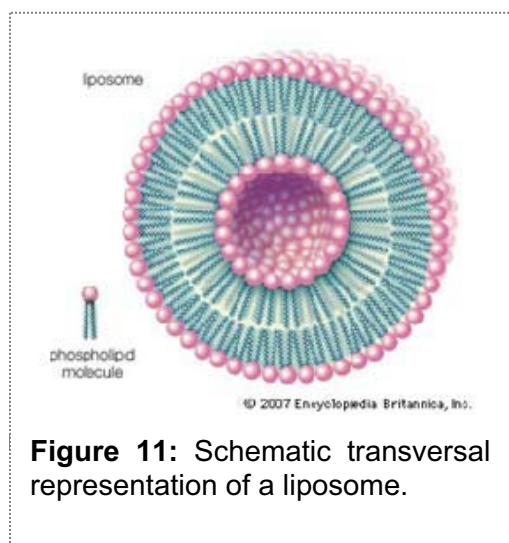 liposome
phospholipid
molecule
© 2007 Encyclopædia Britannica, Inc.
Figure 11: Schematic transversal
representation of a liposome.